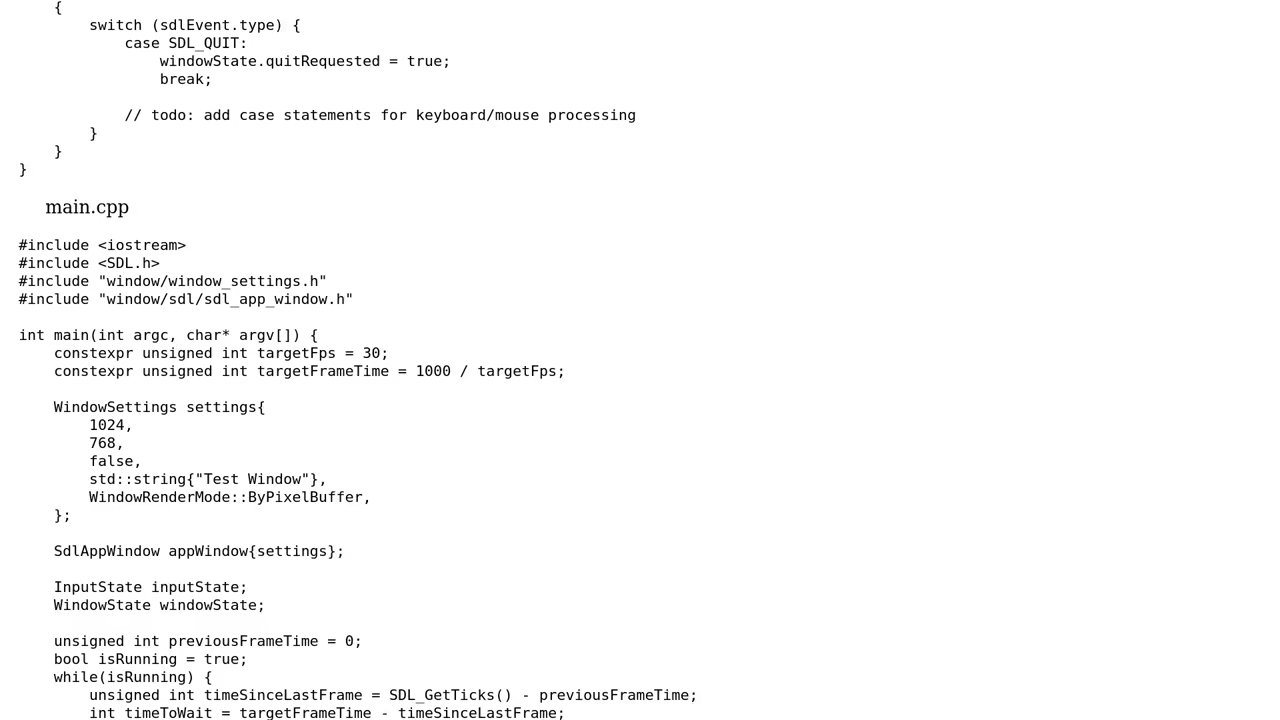 {
        switch (sdlEvent.type) {
            case SDL_QUIT:
                windowState.quitRequested = true;
                break;

            // todo: add case statements for keyboard/mouse processing
        }
    }
}
main.cpp
#include <iostream>
#include <SDL.h>
#include "window/window_settings.h"
#include "window/sdl/sdl_app_window.h"

int main(int argc, char* argv[]) {
    constexpr unsigned int targetFps = 30;
    constexpr unsigned int targetFrameTime = 1000 / targetFps;

    WindowSettings settings{
        1024,
        768,
        false,
        std::string{"Test Window"},
        WindowRenderMode::ByPixelBuffer,
    };

    SdlAppWindow appWindow{settings};

    InputState inputState;
    WindowState windowState;

    unsigned int previousFrameTime = 0;
    bool isRunning = true;
    while(isRunning) {
        unsigned int timeSinceLastFrame = SDL_GetTicks() - previousFrameTime;
        int timeToWait = targetFrameTime - timeSinceLastFrame;